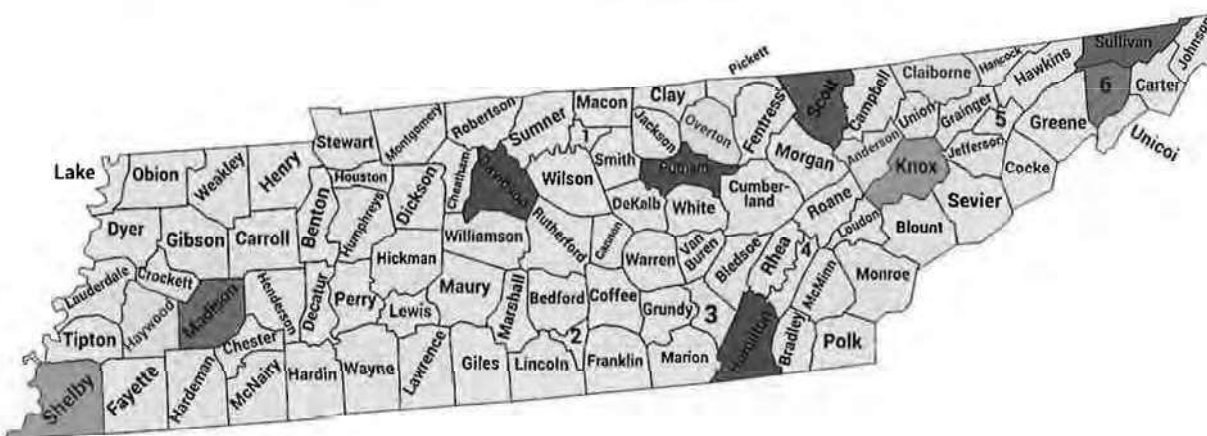 Pickett
Sullivan
Johnson
Hancock
Hawkins
Claiborne
Scott
Campbell
6
Carter
Macon
Clay
Robertson
Sumner
1
Jackson
Overton
Fentress
Union
Grainger
5
Greene
Unicoi
Stewart
Montgomery
Smith
Putnam
Morgan
Anderson
Knox
Jefferson
Cocke
Lake
Obion
Weakley
Henry
Houston
Dickson
Cheatham
Davidson
Wilson
DeKalb
White
Cumber-
land
Roane
Loudon
Sevier
Blount
Dyer
Gibson
Carroll
Benton
Humphreys
Williamson
Rutherford
Cannon
Warren
Van
Buren
Bledsoe
Rhea
4
McMinn
Monroe
Hickman
Lauderdale
Crockett
Haywood
Madison
Henderson
Decatur
Perry
Lewis
Maury
Marshall
Bedford
Coffee
Grundy
3
Hamilton
Bradley
Polk
Tipton
Chester
2
Shelby
Fayette
Hardeman
McNairy
Hardin
Wayne
Lawrence
Giles
Lincoln
Franklin
Marion